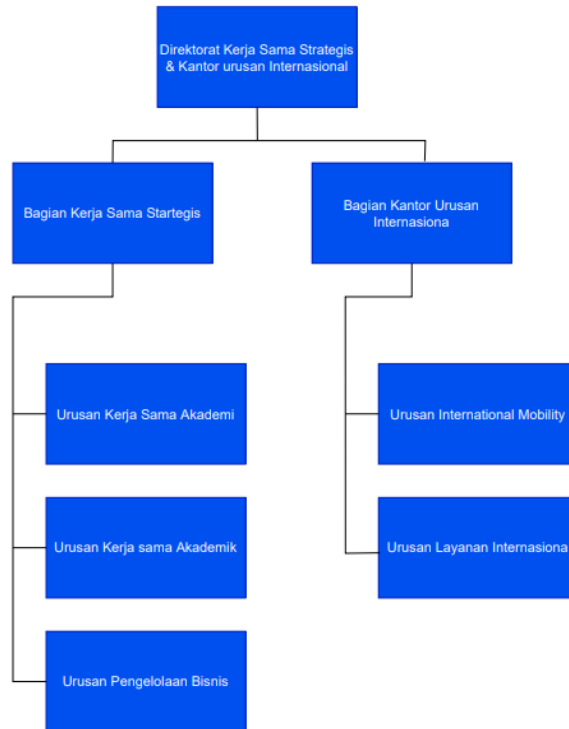 Direktorat Kerja Sama Strategis
& Kantor urusan Internasional
Bagian Kerja Sama Startegis
Bagian Kantor Urusan
Internasiona
Urusan Kerja Sama Akademi
Urusan International Mobility
Urusan Kerja sama Akademik
Urusan Layanan Internasiona
Urusan Pengelolaan Bisnis